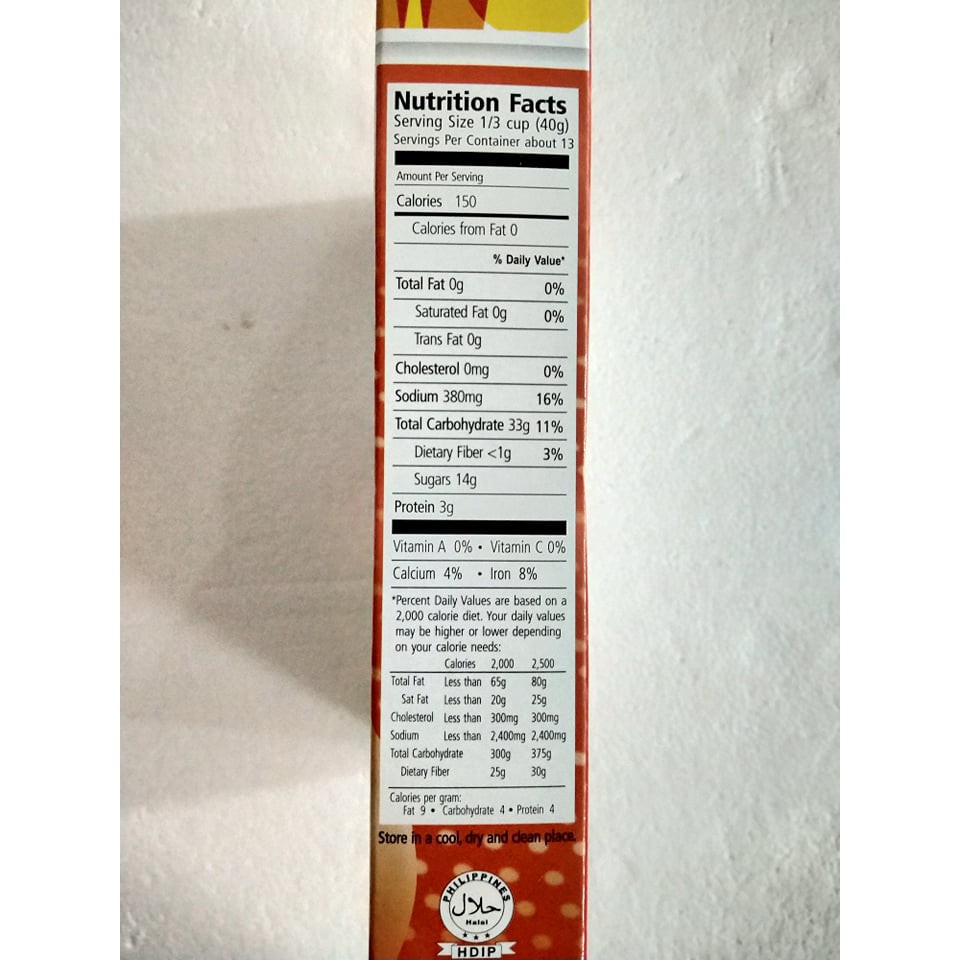 Nutrition Facts
Serving Size 1/3 cup (40g)
Servings Per Container about 13
Amount Per Serving
Calories 150
Calories from Fat 0
% Daily Value*
Total Fat 0g 0%
Saturated Fat 0g 0%
Trans Fat 0g
Cholesterol 0mg 0%
Sodium 380mg 16%
Total Carbohydrate 33g 11%
Dietary Fiber <1g 3%
Sugars 14g
Protein 3g
Vitamin A 0% • Vitamin C 0%
Calcium 4% • Iron 8%
*Percent Daily Values are based on a
2,000 calorie diet. Your daily values
may be higher or lower depending
on your calorie needs:
Calories 2,000 2,500
Total Fat Less than 65g 80g
Sat Fat Less than 20g 25g
Cholesterol Less than 300mg 300mg
Sodium Less than 2,400mg 2,400mg
Total Carbohydrate 300g 375g
Dietary Fiber 25g 30g
Calories per gram:
Fat 9 • Carbohydrate 4 • Protein 4
Store in a cool, dry and clean place.
PHILIPPINES
حلال
Halal
HDIP